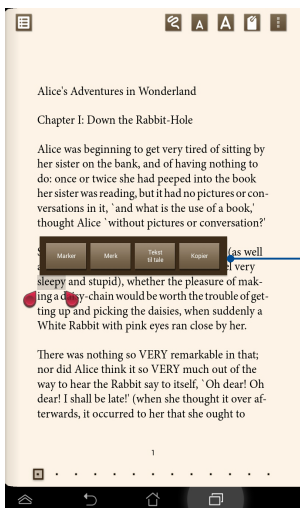 A A
Alice's Adventures in Wonderland
Chapter I: Down the Rabbit-Hole
Alice was beginning to get very tired of sitting by
her sister on the bank, and of having nothing to
do: once or twice she had peeped into the book
her sister was reading, but it had no pictures or con-
versations in it, `and what is the use of a book,'
thought Alice `without pictures or conversation?'
(as well
Marker Merk Tekst til tale Kopier
very
sleepy and stupid), whether the pleasure of mak-
ing a daisy-chain would be worth the trouble of get-
ting up and picking the daisies, when suddenly a
White Rabbit with pink eyes ran close by her.
There was nothing so VERY remarkable in that;
nor did Alice think it so VERY much out of the
way to hear the Rabbit say to itself, `Oh dear! Oh
dear! I shall be late!' (when she thought it over af-
terwards, it occurred to her that she ought to
1